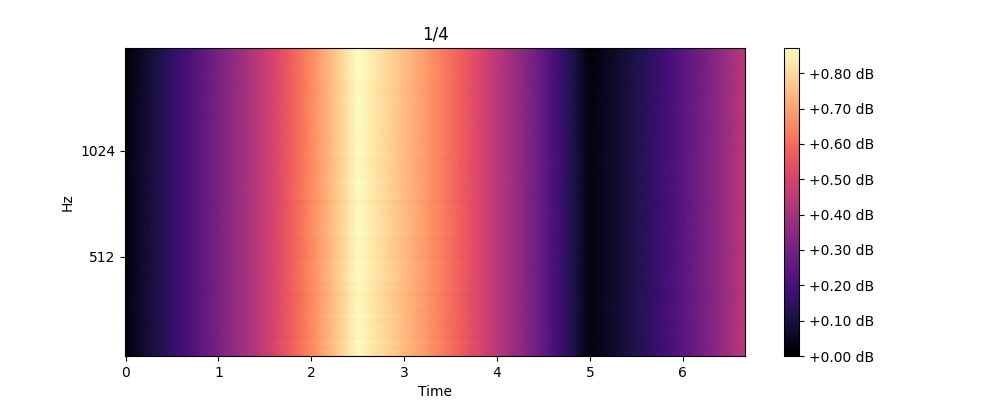 1/4
Hz
1024
512
0 1 2 3 4 5 6
Time
+0.80 dB
+0.70 dB
+0.60 dB
+0.50 dB
+0.40 dB
+0.30 dB
+0.20 dB
+0.10 dB
+0.00 dB